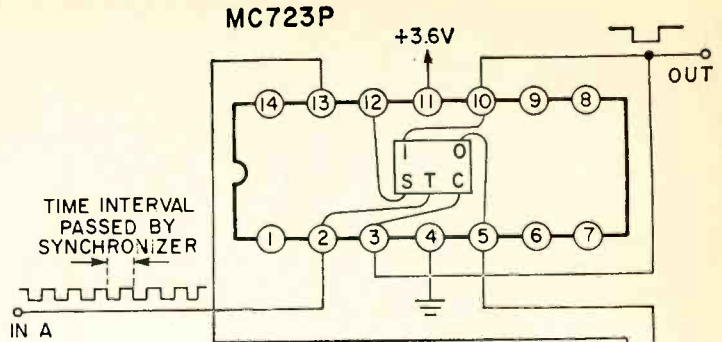 MC723P
+3.6V
OUT
14 13 12 11 10 9 8
1 0
S T C
TIME INTERVAL
PASSED BY
SYNCHRONIZER
1 2 3 4 5 6 7
IN A